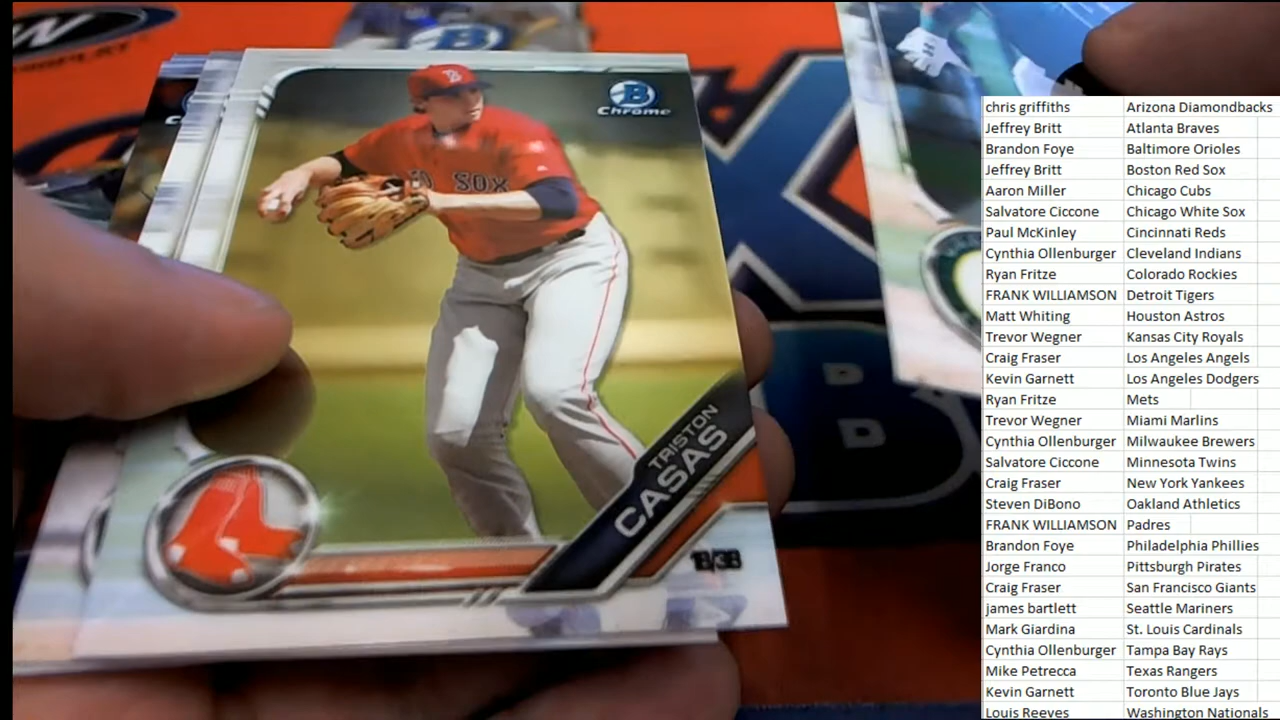 B
Chrome
SOX
TRISTON
CASAS
chris griffiths Arizona Diamondbacks
Jeffrey Britt Atlanta Braves
Brandon Foye Baltimore Orioles
Jeffrey Britt Boston Red Sox
Aaron Miller Chicago Cubs
Salvatore Ciccone Chicago White Sox
Paul McKinley Cincinnati Reds
Cynthia Ollenburger Cleveland Indians
Ryan Fritze Colorado Rockies
FRANK WILLIAMSON Detroit Tigers
Matt Whiting Houston Astros
Trevor Wegner Kansas City Royals
Craig Fraser Los Angeles Angels
Kevin Garnett Los Angeles Dodgers
Ryan Fritze Mets
Trevor Wegner Miami Marlins
Cynthia Ollenburger Milwaukee Brewers
Salvatore Ciccone Minnesota Twins
Craig Fraser New York Yankees
Steven DiBono Oakland Athletics
FRANK WILLIAMSON Padres
Brandon Foye Philadelphia Phillies
Jorge Franco Pittsburgh Pirates
Craig Fraser San Francisco Giants
james bartlett Seattle Mariners
Mark Giardina St. Louis Cardinals
Cynthia Ollenburger Tampa Bay Rays
Mike Petrecca Texas Rangers
Kevin Garnett Toronto Blue Jays
Louis Reeves Washington Nationals